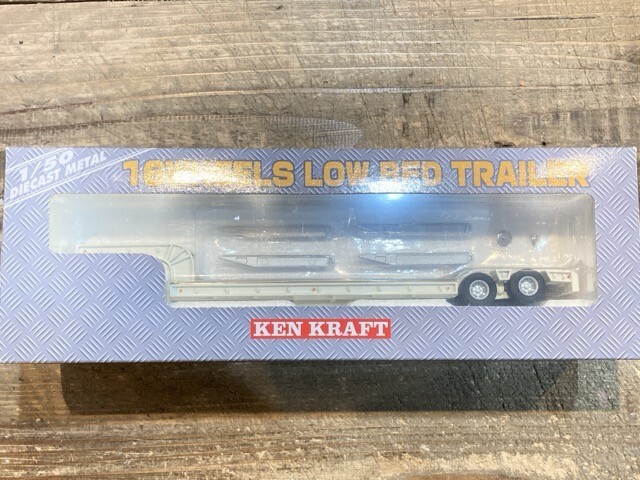 1/50
DIECAST METAL
LOW BED TRAILER
KEN KRAFT